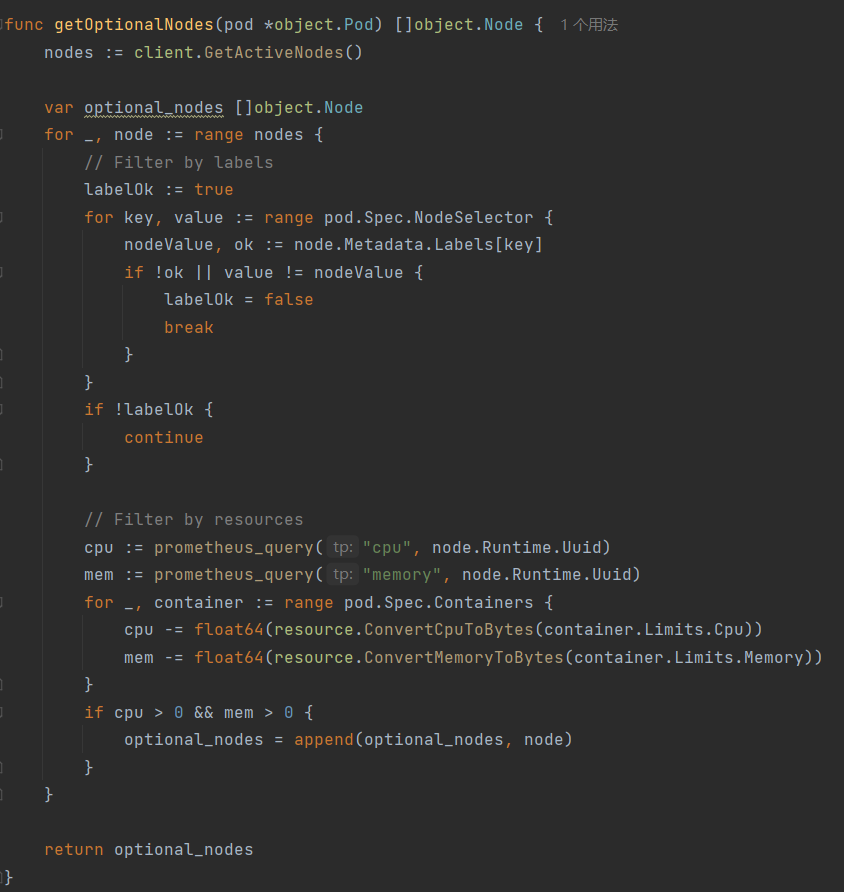 func getOptionalNodes(pod *object.Pod) []object.Node { 1 个用法
    nodes := client.GetActiveNodes()

    var optional_nodes []object.Node
    for _, node := range nodes {
        // Filter by labels
        labelOk := true
        for key, value := range pod.Spec.NodeSelector {
            nodeValue, ok := node.Metadata.Labels[key]
            if !ok || value != nodeValue {
                labelOk = false
                break
            }
        }
        if !labelOk {
            continue
        }

        // Filter by resources
        cpu := prometheus_query( tp: "cpu", node.Runtime.Uuid)
        mem := prometheus_query( tp: "memory", node.Runtime.Uuid)
        for _, container := range pod.Spec.Containers {
            cpu -= float64(resource.ConvertCpuToBytes(container.Limits.Cpu))
            mem -= float64(resource.ConvertMemoryToBytes(container.Limits.Memory))
        }
        if cpu > 0 && mem > 0 {
            optional_nodes = append(optional_nodes, node)
        }
    }

    return optional_nodes
}